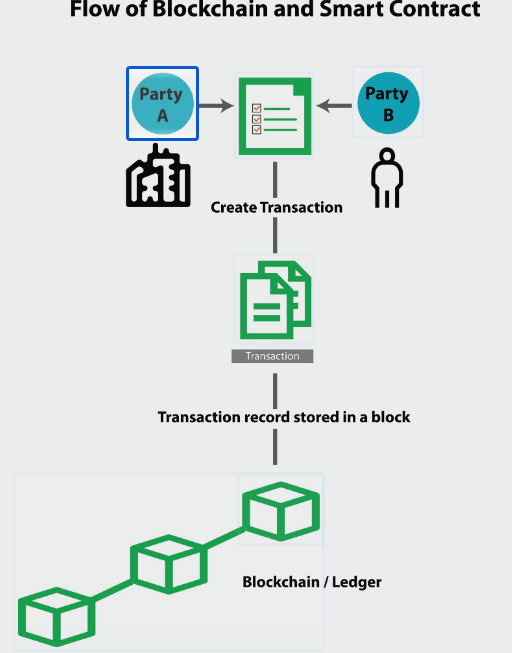 Flow of Blockchain and Smart Contract
Party
A
Party
B
Create Transaction
Transaction
Transaction record stored in a block
Blockchain / Ledger